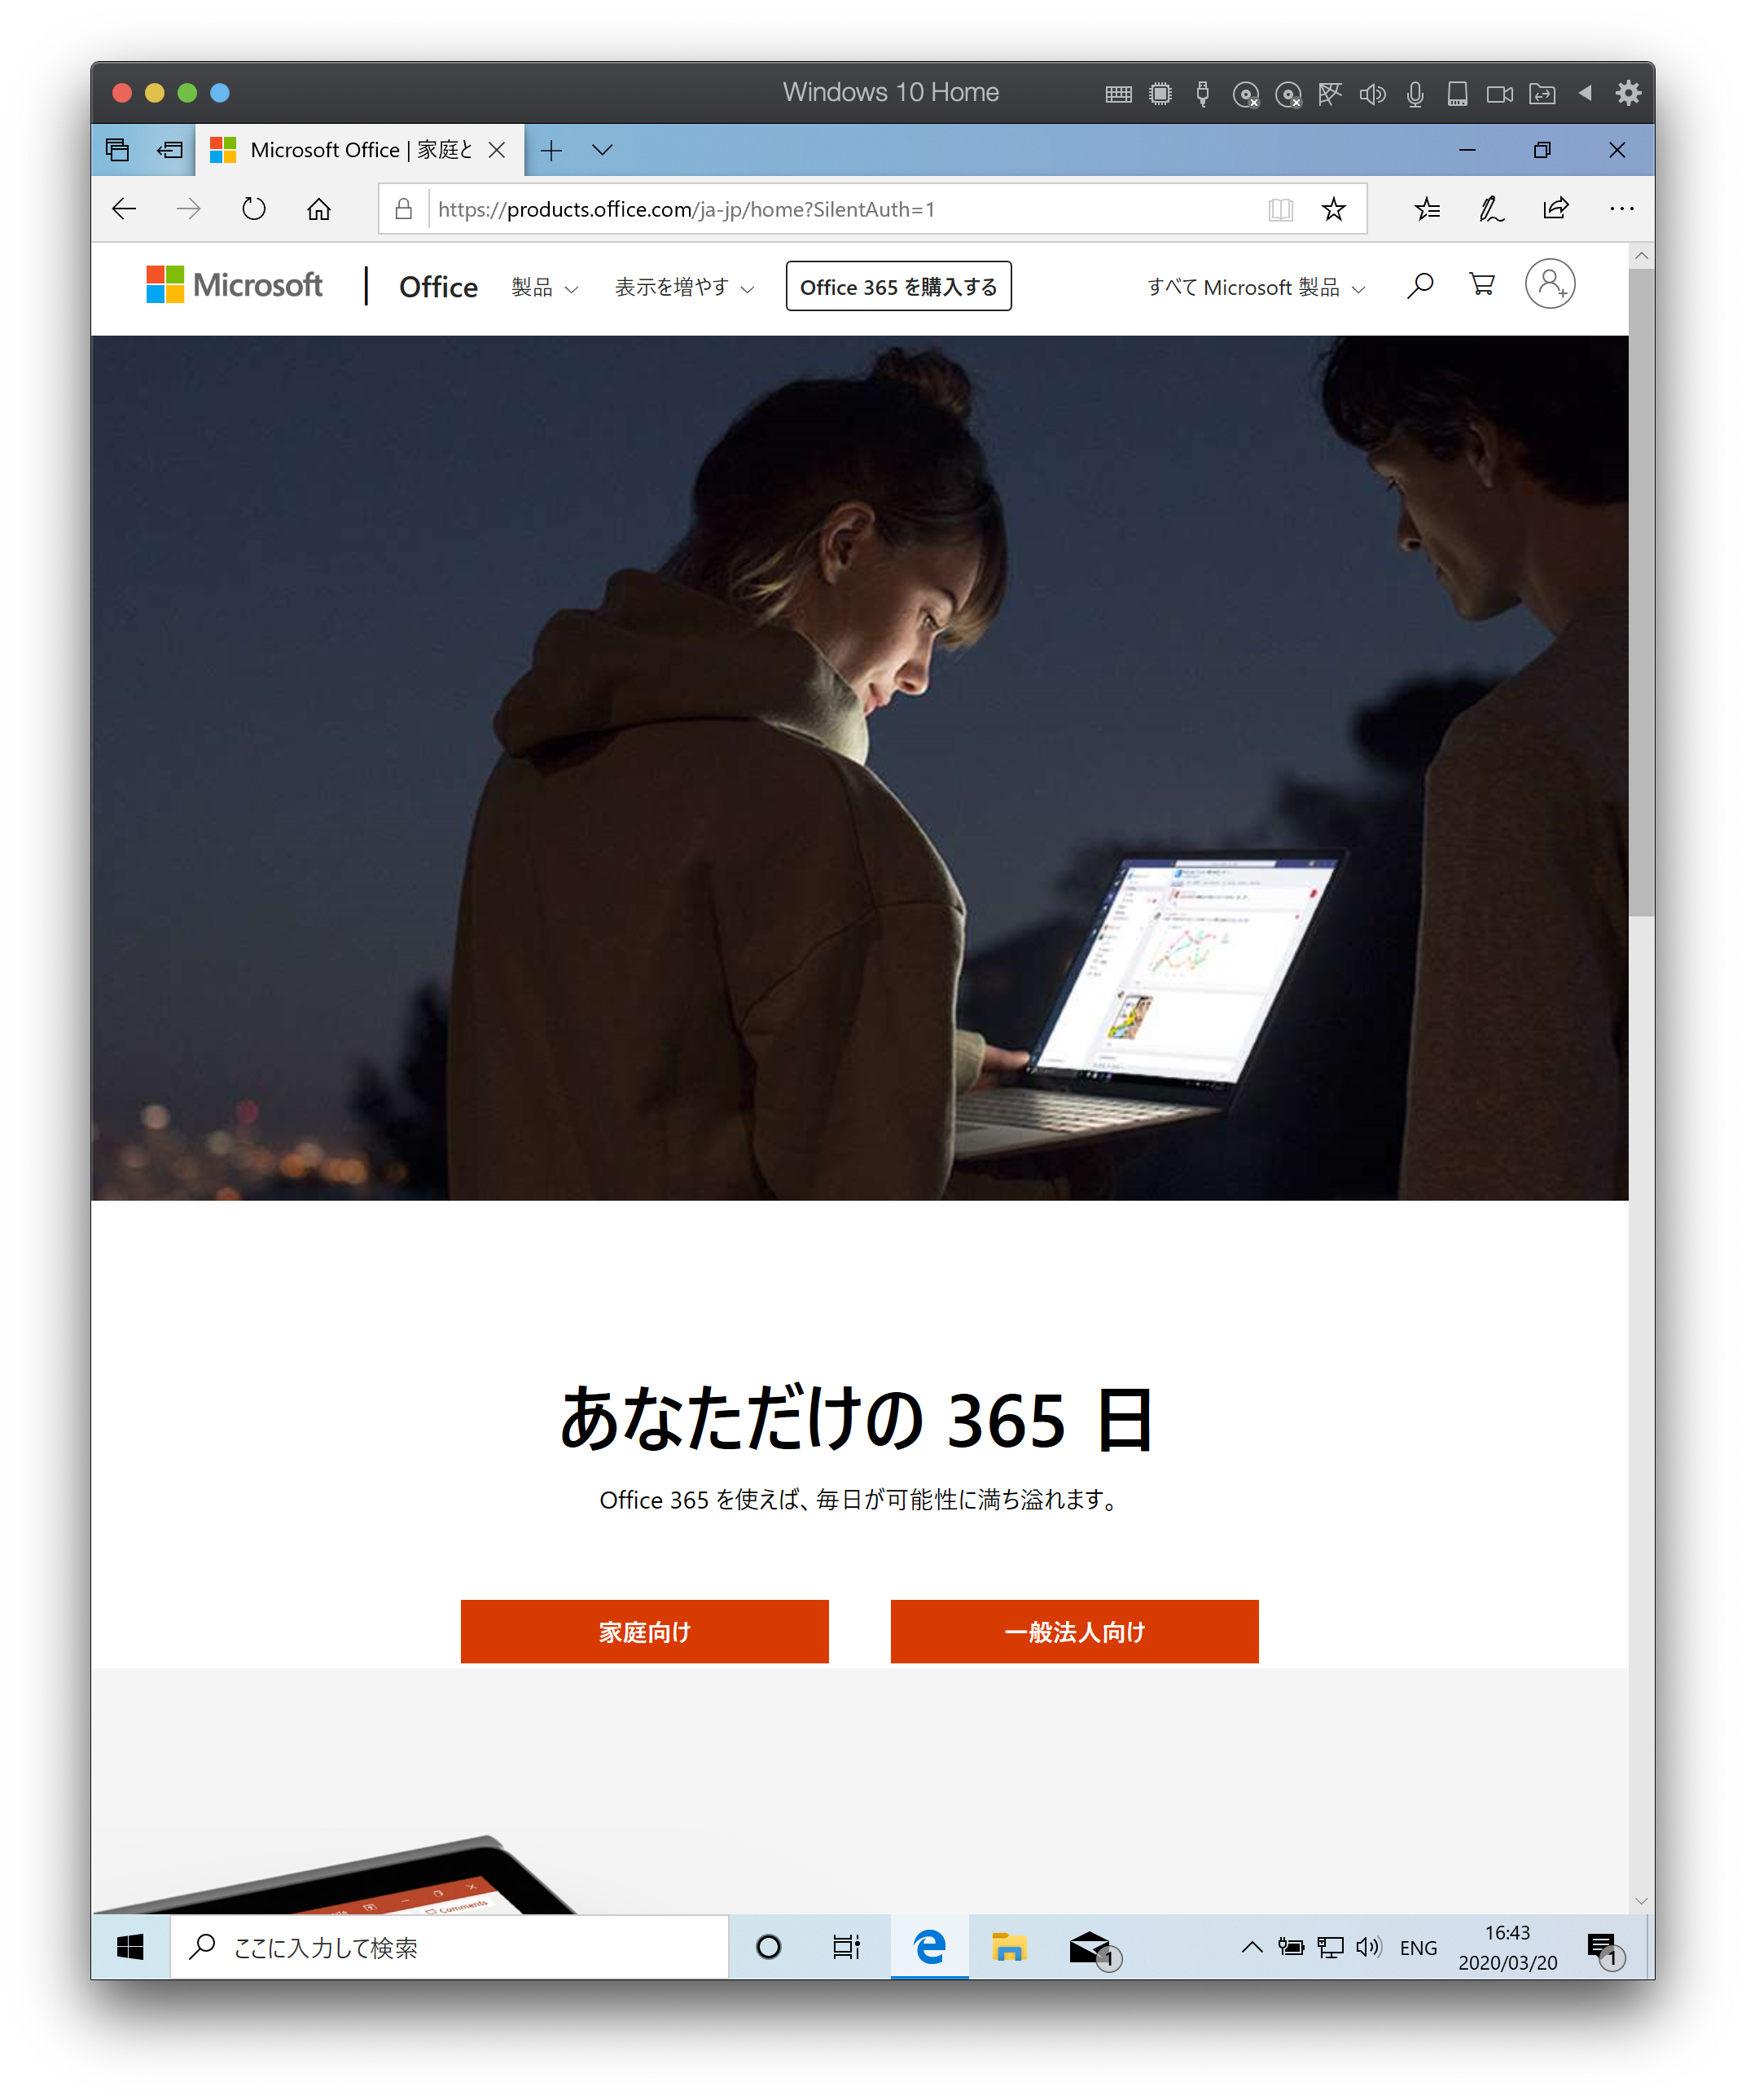 Windows 10 Home
Microsoft Office | 家庭と
https://products.office.com/ja-jp/home?SilentAuth=1
Microsoft | Office 製品 表示を増やす Office 365 を購入する すべて Microsoft 製品
あなただけの 365 日
Office 365 を使えば、毎日が可能性に満ち溢れます。
家庭向け 一般法人向け
Comments
ここに入力して検索
1
ENG
16:43
2020/03/20
1